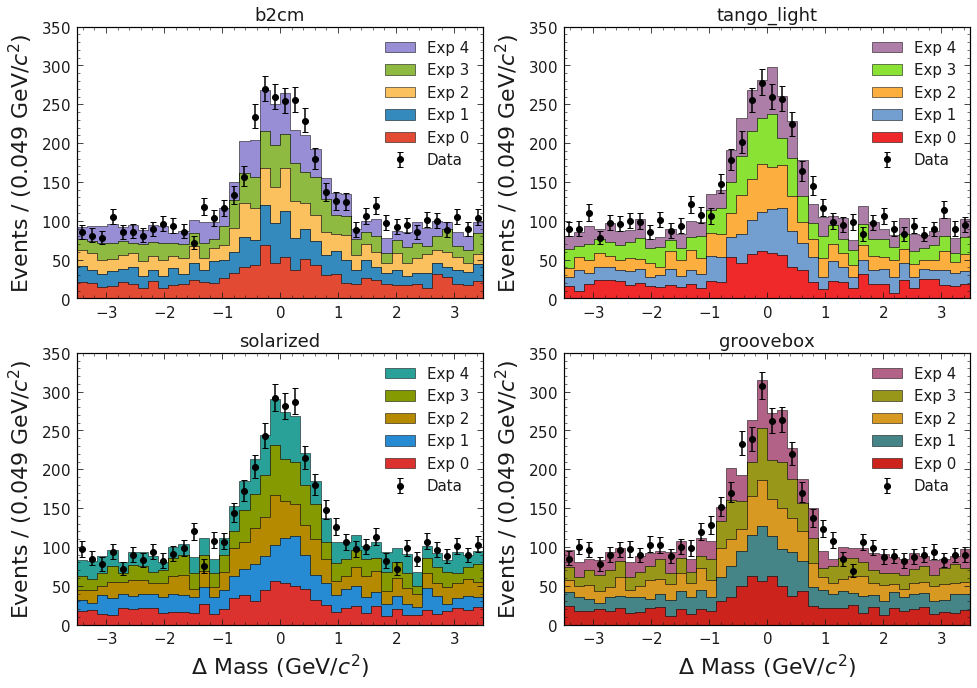 b2cm
Events / (0.049 GeV/c²)
350
300
250
200
150
100
50
0
−3 −2 −1 0 1 2 3
Exp 4
Exp 3
Exp 2
Exp 1
Exp 0
Data
tango_light
Events / (0.049 GeV/c²)
350
300
250
200
150
100
50
0
−3 −2 −1 0 1 2 3
Exp 4
Exp 3
Exp 2
Exp 1
Exp 0
Data
solarized
Events / (0.049 GeV/c²)
350
300
250
200
150
100
50
0
−3 −2 −1 0 1 2 3
Δ Mass (GeV/c²)
Exp 4
Exp 3
Exp 2
Exp 1
Exp 0
Data
groovebox
Events / (0.049 GeV/c²)
350
300
250
200
150
100
50
0
−3 −2 −1 0 1 2 3
Δ Mass (GeV/c²)
Exp 4
Exp 3
Exp 2
Exp 1
Exp 0
Data